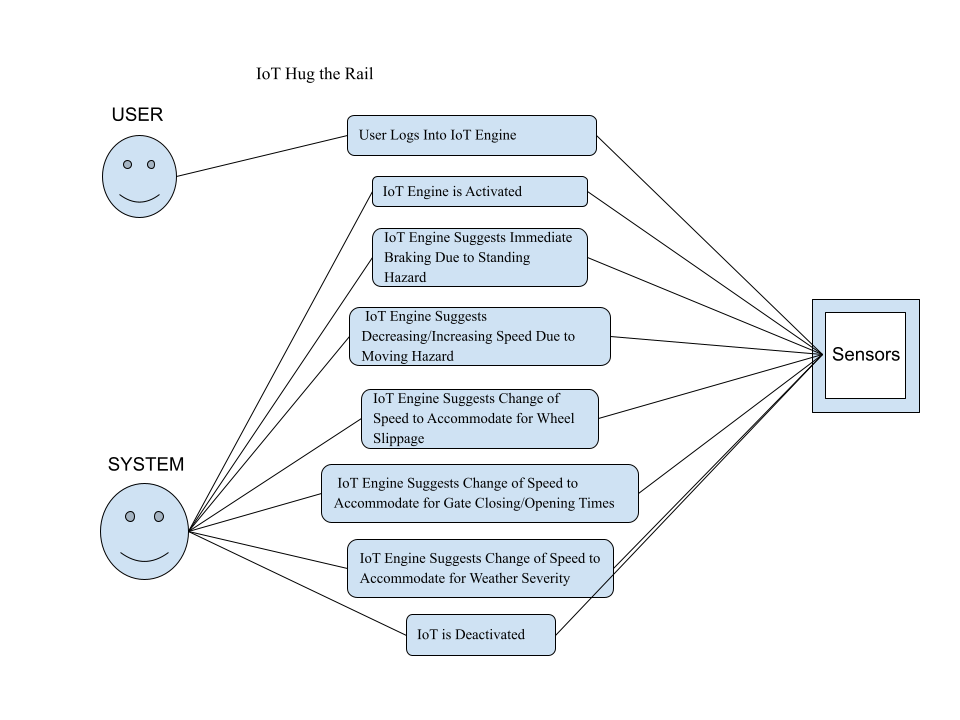 IoT Hug the Rail
USER
User Logs Into IoT Engine
IoT Engine is Activated
IoT Engine Suggests Immediate
Braking Due to Standing
Hazard
IoT Engine Suggests
Decreasing/Increasing Speed Due to
Moving Hazard
Sensors
IoT Engine Suggests Change of
Speed to Accommodate for Wheel
Slippage
SYSTEM
IoT Engine Suggests Change of Speed to
Accommodate for Gate Closing/Opening Times
IoT Engine Suggests Change of Speed to
Accommodate for Weather Severity
IoT is Deactivated